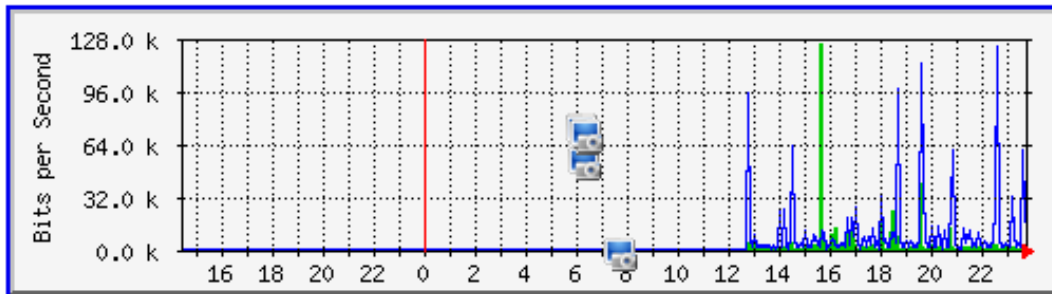 Bits per Second
128.0 k
96.0 k
64.0 k
32.0 k
0.0 k
16 18 20 22 0 2 4 6 8 10 12 14 16 18 20 22